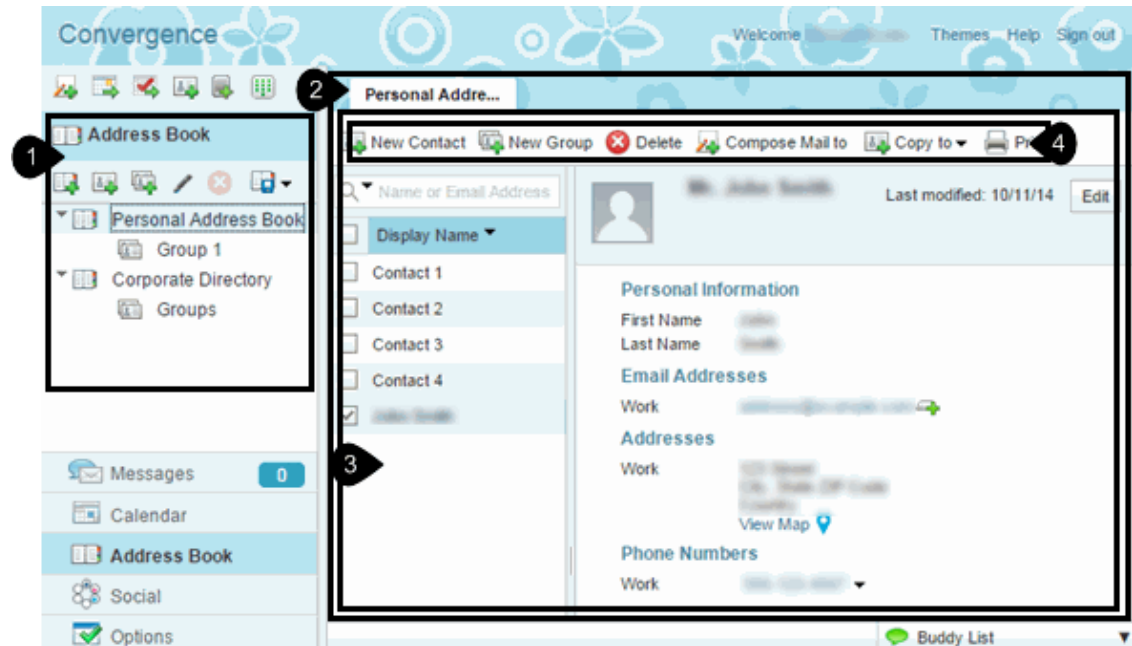 Convergence
Welcome
Themes Help Sign out
2
Personal Addre...
1
Address Book
New Contact New Group Delete Compose Mail to Copy to
4
Name or Email Address
Last modified: 10/11/14 Edit
Personal Address Book
Group 1
Corporate Directory
Groups
Display Name
Contact 1
Contact 2
Contact 3
Contact 4
3
Personal Information
First Name
Last Name
Email Addresses
Work
Addresses
Work
View Map
Phone Numbers
Work
Messages 0
Calendar
Address Book
Social
Options
Buddy List